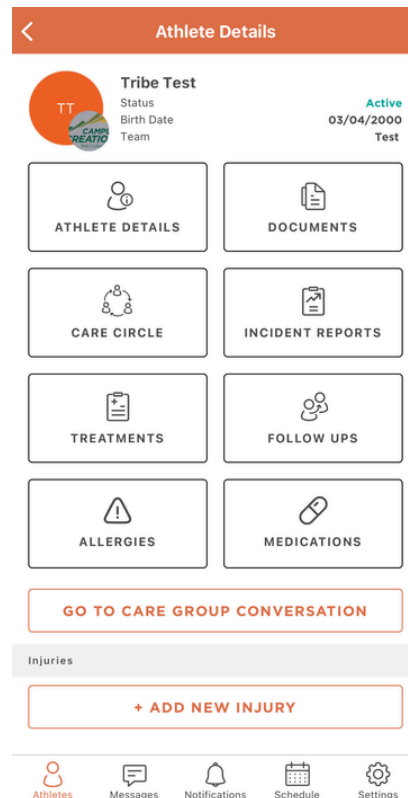 Athlete Details
Tribe Test
TT
Status Active
Birth Date 03/04/2000
Team Test
ATHLETE DETAILS DOCUMENTS
CARE CIRCLE INCIDENT REPORTS
TREATMENTS FOLLOW UPS
ALLERGIES MEDICATIONS
GO TO CARE GROUP CONVERSATION
Injuries
+ ADD NEW INJURY
Athletes Messages Notifications Schedule Settings